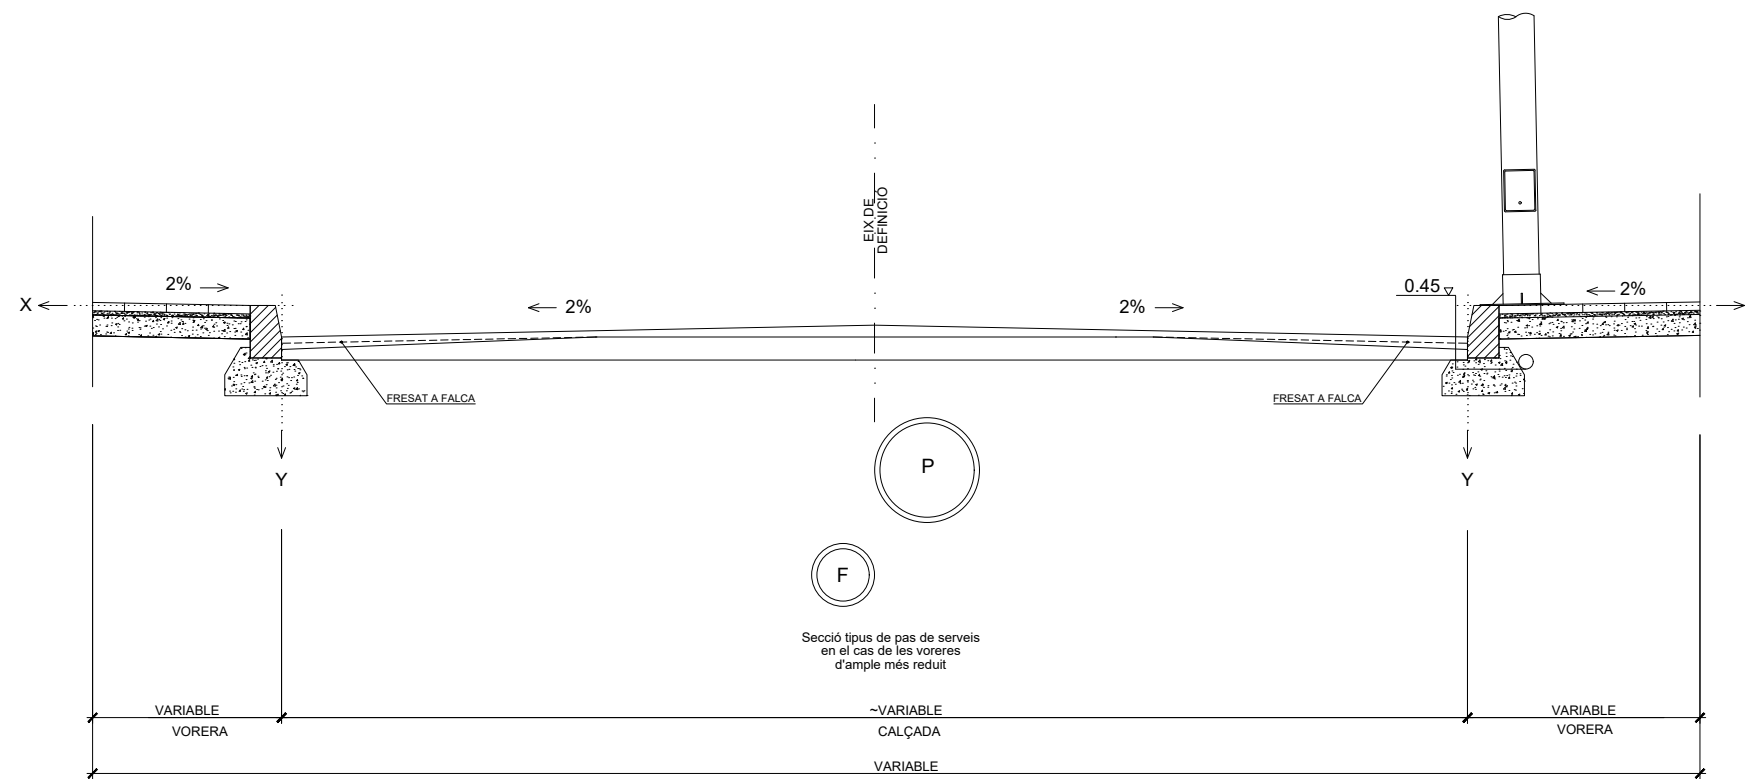 EIX DE
DEFINICIÓ
2%
2%
2%
2%
0.45
X
FRESAT A FALCA
FRESAT A FALCA
P
Y
Y
F
Secció tipus de pas de serveis
en el cas de les voreres
d'ample més reduit
VARIABLE
~VARIABLE
VARIABLE
VORERA
CALÇADA
VORERA
VARIABLE